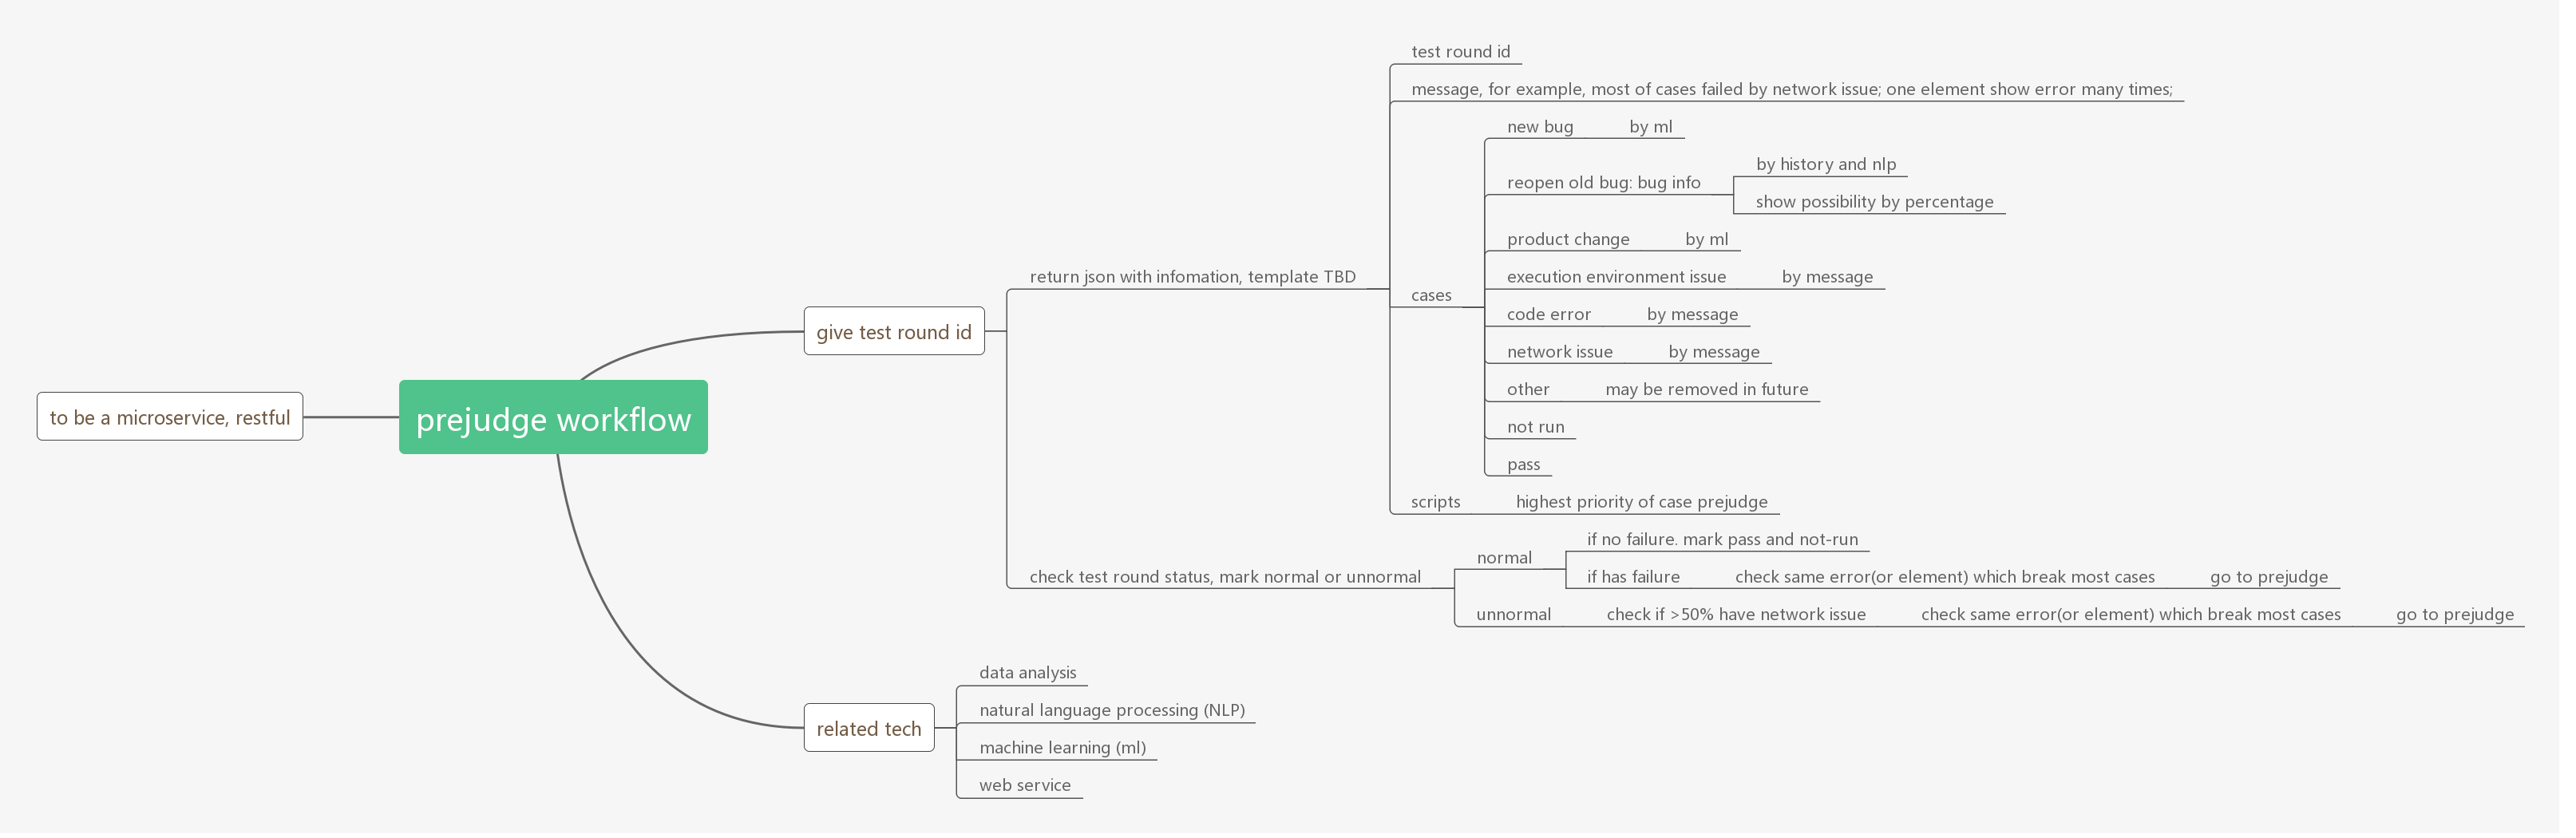 test round id
message, for example, most of cases failed by network issue; one element show error many times;
new bug
by ml
by history and nlp
reopen old bug: bug info
show possibility by percentage
product change
by ml
return json with infomation, template TBD
execution environment issue
by message
cases
code error
by message
give test round id
network issue
by message
other
may be removed in future
to be a microservice, restful
prejudge workflow
not run
pass
scripts
highest priority of case prejudge
if no failure. mark pass and not-run
normal
check test round status, mark normal or unnormal
if has failure
check same error(or element) which break most cases
go to prejudge
unnormal
check if >50% have network issue
check same error(or element) which break most cases
go to prejudge
data analysis
natural language processing (NLP)
related tech
machine learning (ml)
web service